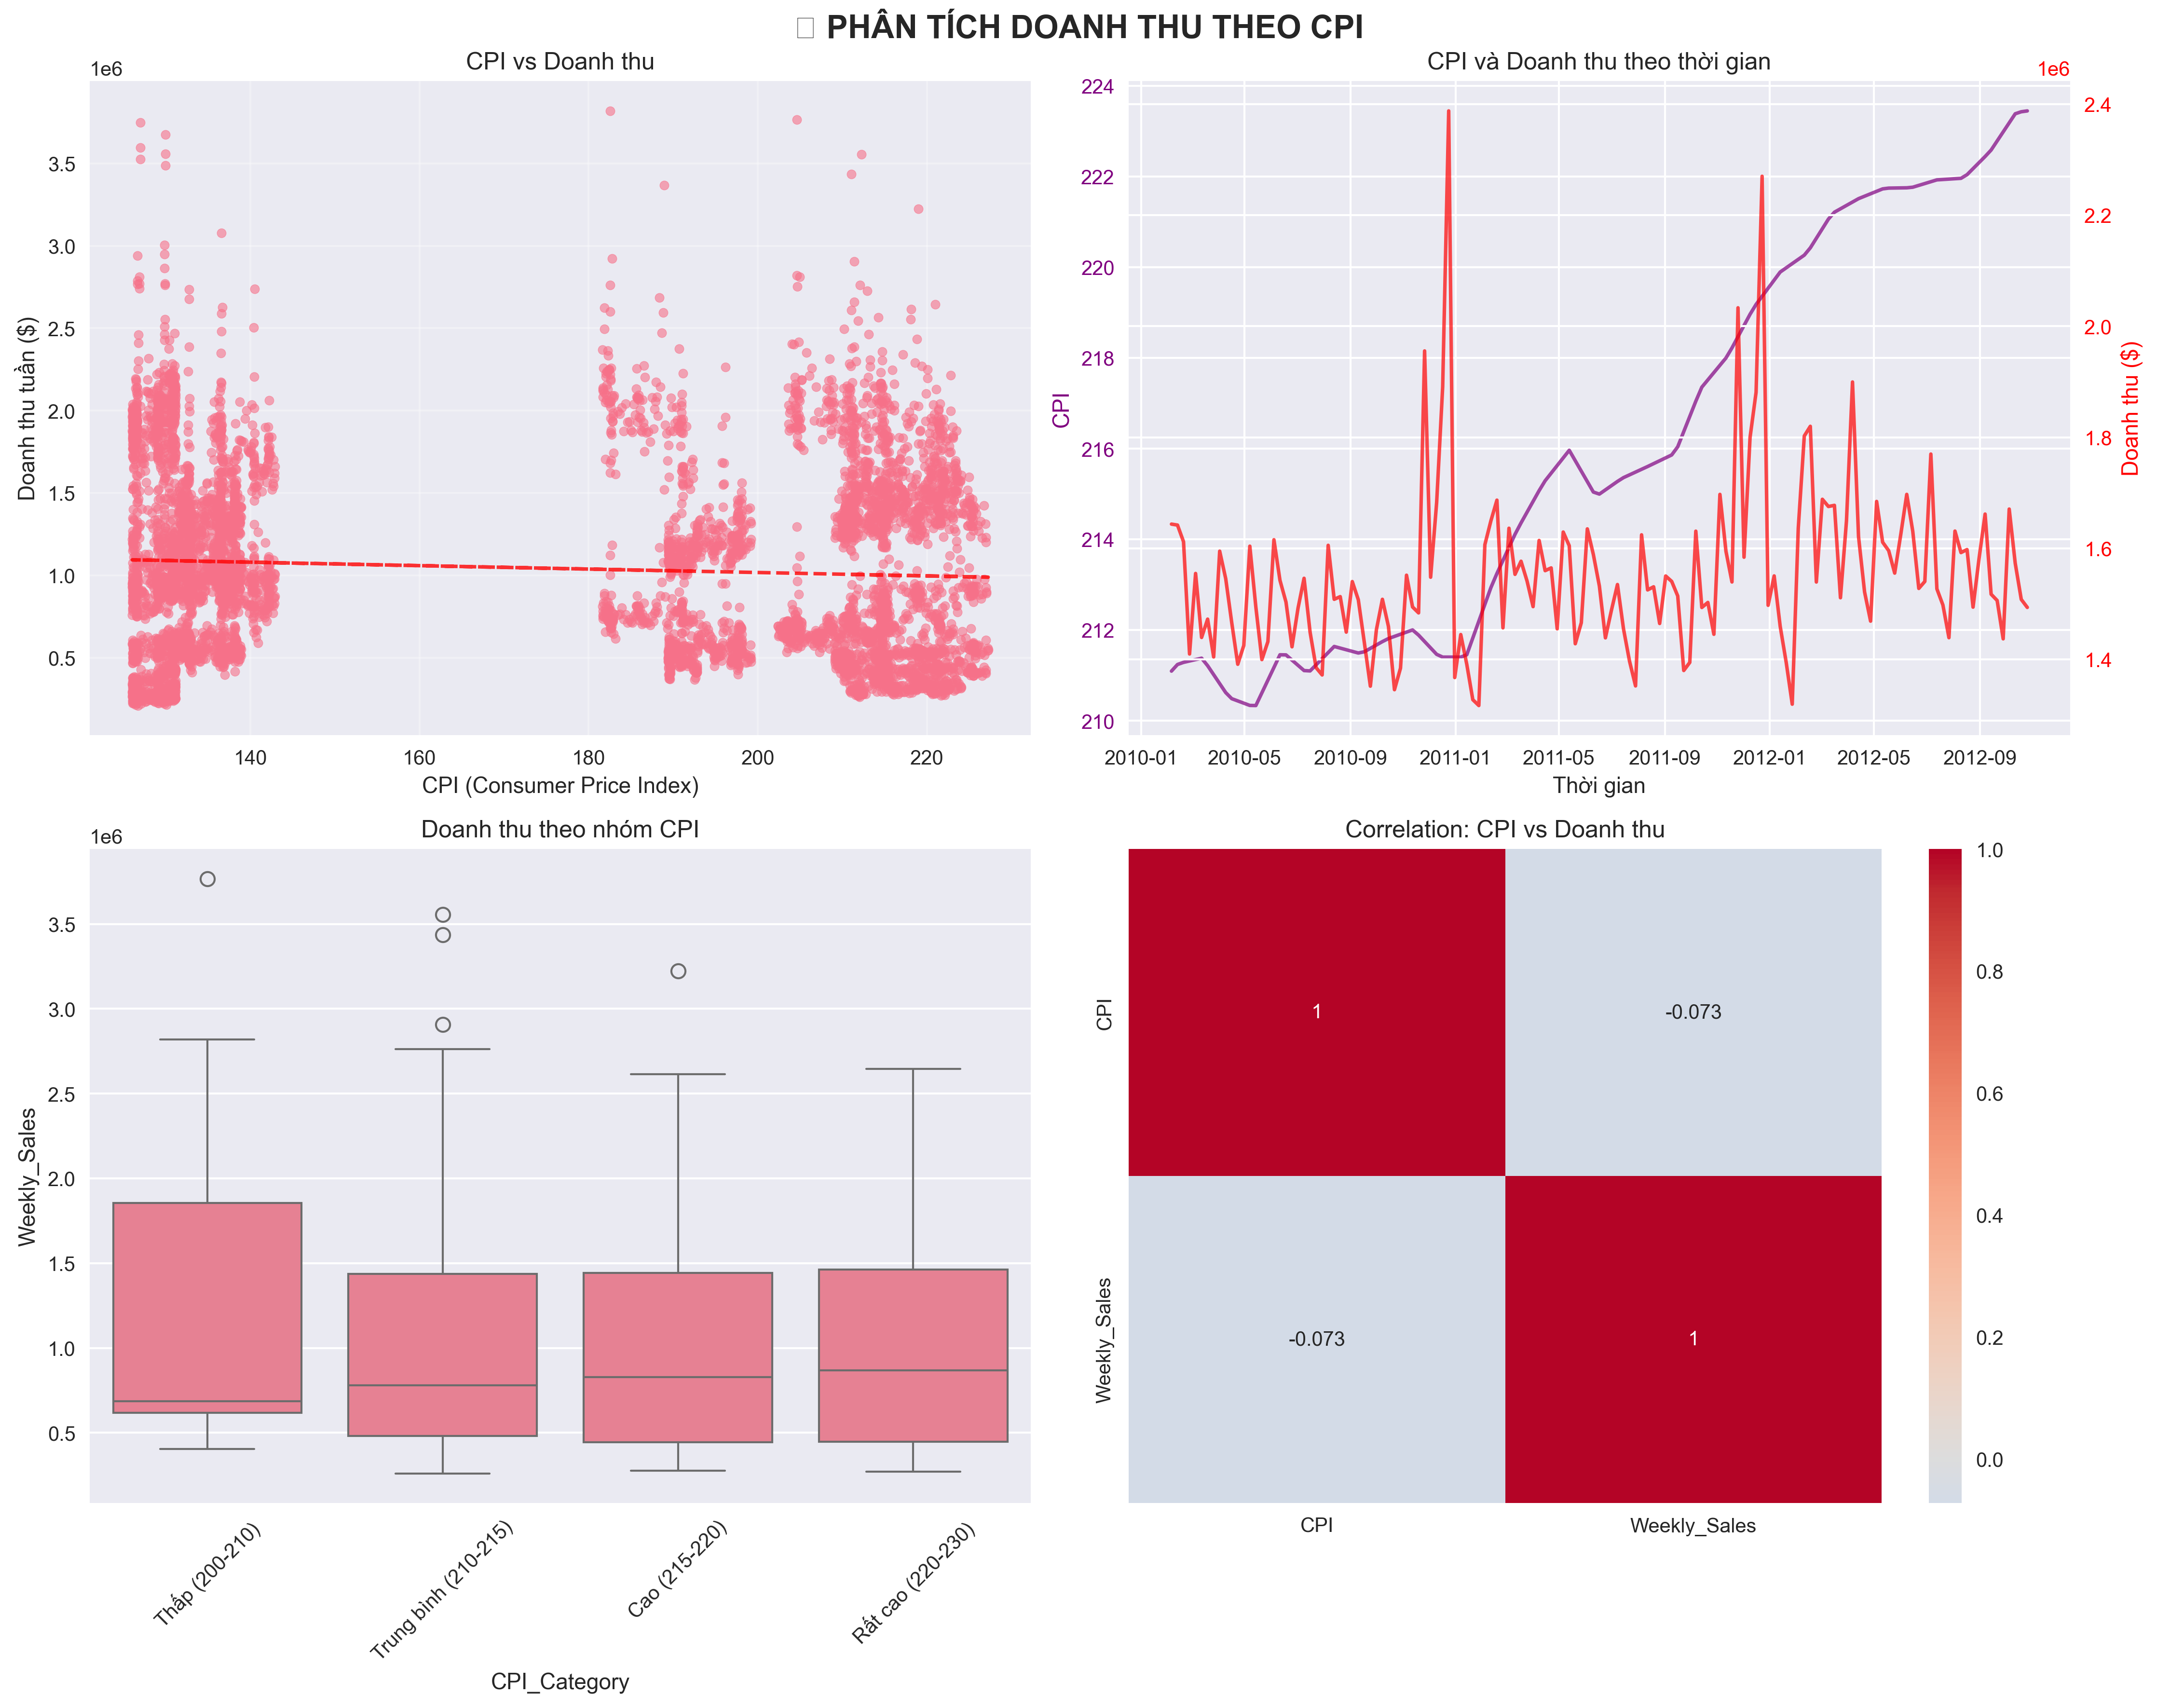 PHÂN TÍCH DOANH THU THEO CPI
CPI vs Doanh thu
1e6
Doanh thu tuần ($)
3.5
3.0
2.5
2.0
1.5
1.0
0.5
140
160
180
200
220
CPI (Consumer Price Index)
CPI và Doanh thu theo thời gian
1e6
CPI
224
222
220
218
216
214
212
210
2.4
2.2
2.0
1.8
1.6
1.4
Doanh thu ($)
2010-01
2010-05
2010-09
2011-01
2011-05
2011-09
2012-01
2012-05
2012-09
Thời gian
Doanh thu theo nhóm CPI
1e6
Weekly_Sales
3.5
3.0
2.5
2.0
1.5
1.0
0.5
Thấp (200-210)
Trung bình (210-215)
Cao (215-220)
Rất cao (220-230)
CPI_Category
Correlation: CPI vs Doanh thu
CPI
Weekly_Sales
1
-0.073
-0.073
1
CPI
Weekly_Sales
1.0
0.8
0.6
0.4
0.2
0.0